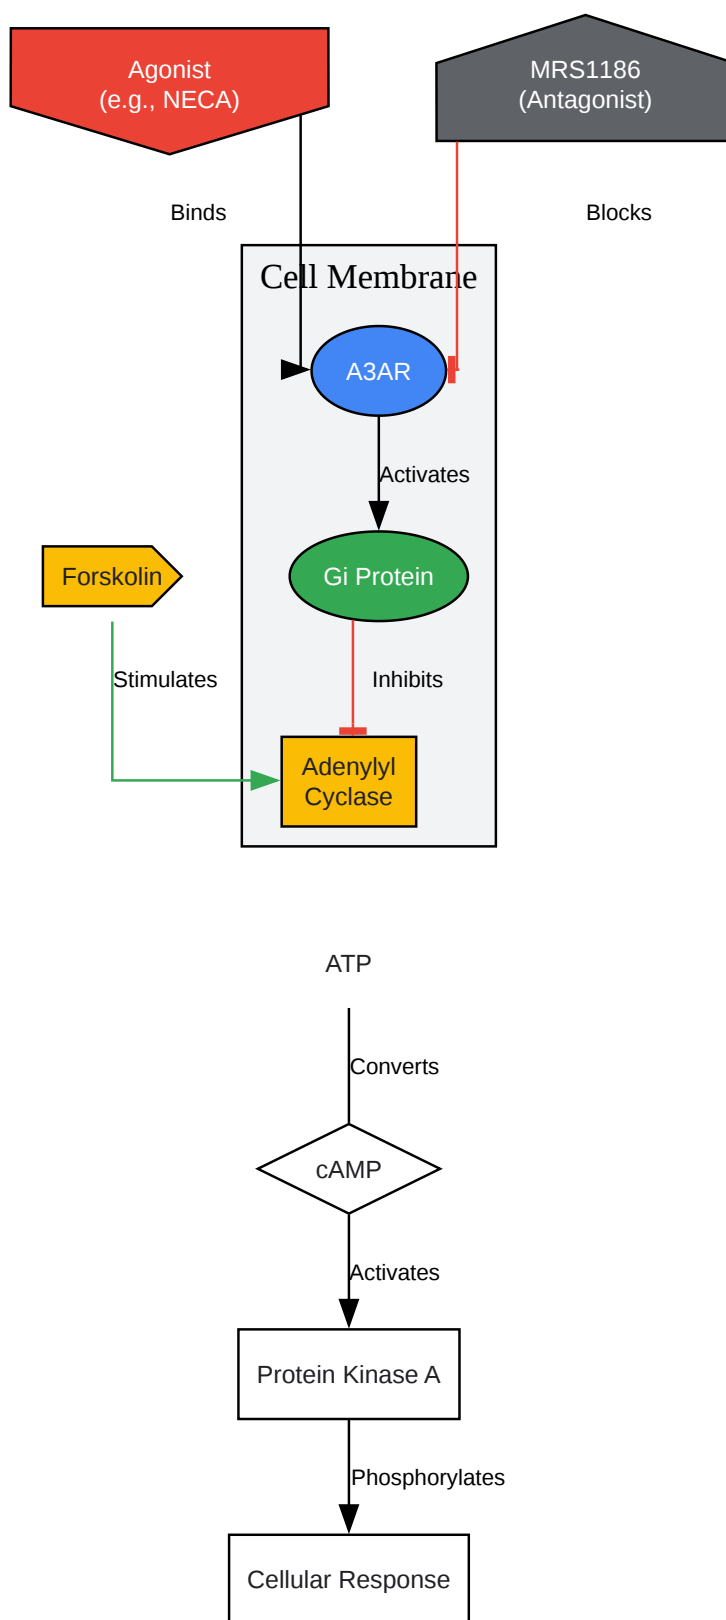 Agonist
(e.g., NECA)
MRS1186
(Antagonist)
Binds
Blocks
Cell Membrane
A3AR
Activates
Forskolin
Gi Protein
Stimulates
Inhibits
Adenylyl
Cyclase
ATP
Converts
cAMP
Activates
Protein Kinase A
Phosphorylates
Cellular Response